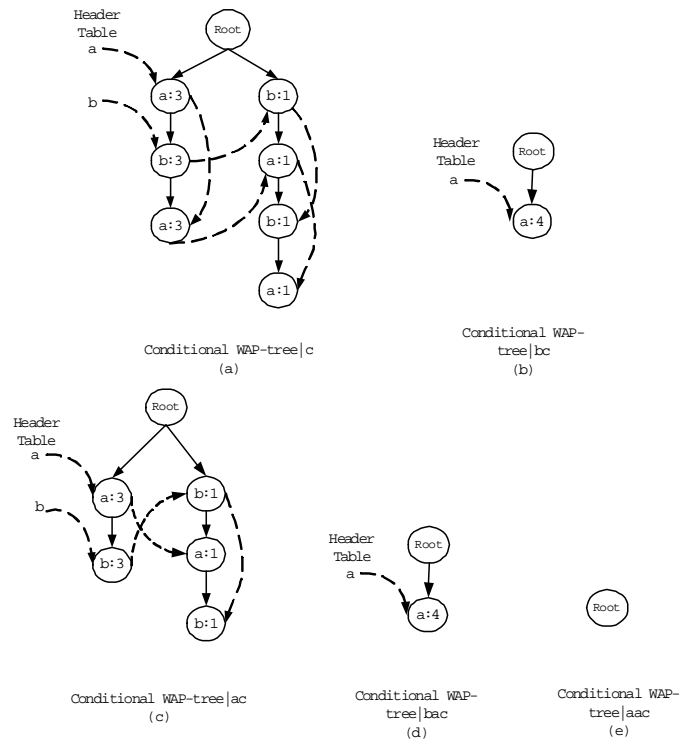 Header
Table
a
Root
b
a:3
b:1
b:3
a:1
a:3
b:1
a:1
Conditional WAP-tree|c
(a)
Header
Table
a
Root
a:4
Conditional WAP-
tree|bc
(b)
Header
Table
a
Root
b
a:3
b:1
b:3
a:1
b:1
Conditional WAP-tree|ac
(c)
Header
Table
a
Root
a:4
Conditional WAP-
tree|bac
(d)
Root
Conditional WAP-
tree|aac
(e)